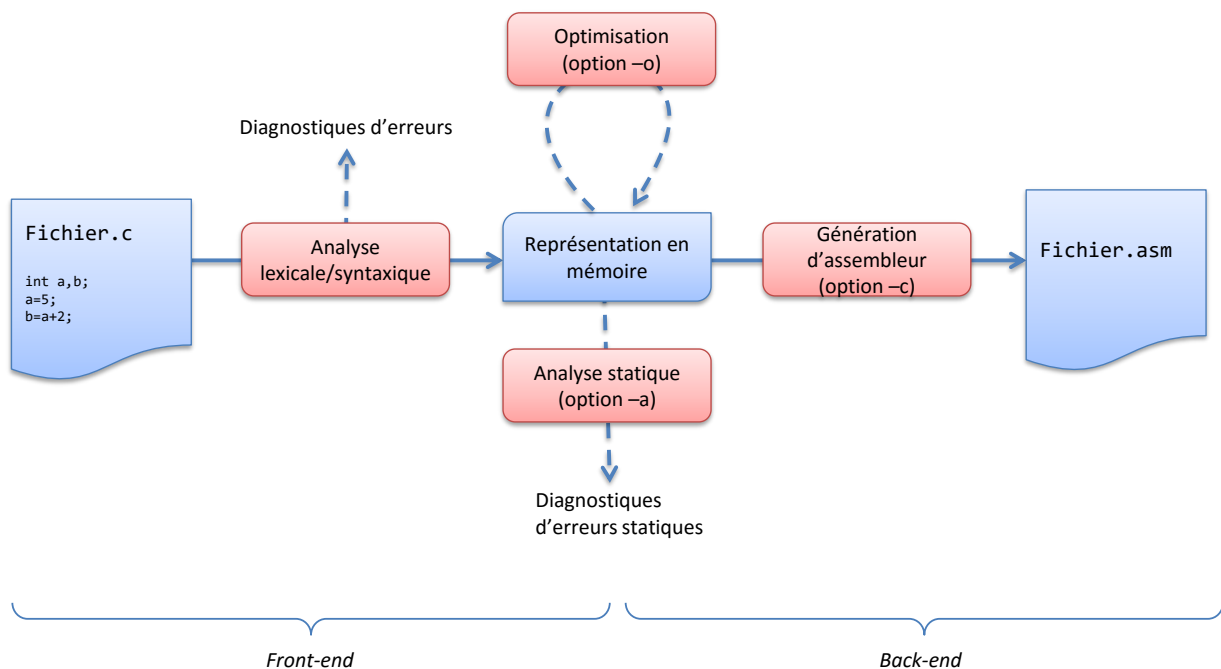 Optimisation
(option –o)
Diagnostiques d’erreurs
Fichier.c
int a,b;
a=5;
b=a+2;
Analyse
lexicale/syntaxique
Représentation en
mémoire
Génération
d’assembleur
(option –c)
Fichier.asm
Analyse statique
(option –a)
Diagnostiques
d’erreurs statiques
Front-end
Back-end